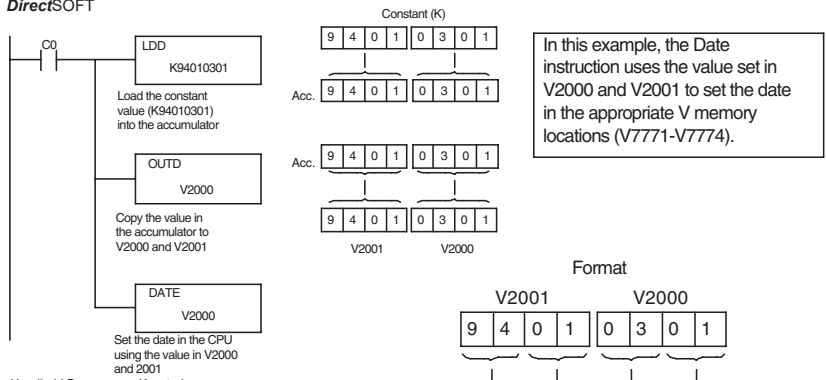 DirectSOFT
C0
LDD
K94010301
Load the constant
value (K94010301)
into the accumulator
OUTD
V2000
Copy the value in
the accumulator to
V2000 and V2001
DATE
V2000
Set the date in the CPU
using the value in V2000
and 2001
Constant (K)
9 4 0 1 0 3 0 1
Acc. 9 4 0 1 0 3 0 1
Acc. 9 4 0 1 0 3 0 1
9 4 0 1 0 3 0 1
V2001 V2000
In this example, the Date
instruction uses the value set in
V2000 and V2001 to set the date
in the appropriate V memory
locations (V7771-V7774).
Format
V2001 V2000
9 4 0 1 0 3 0 1